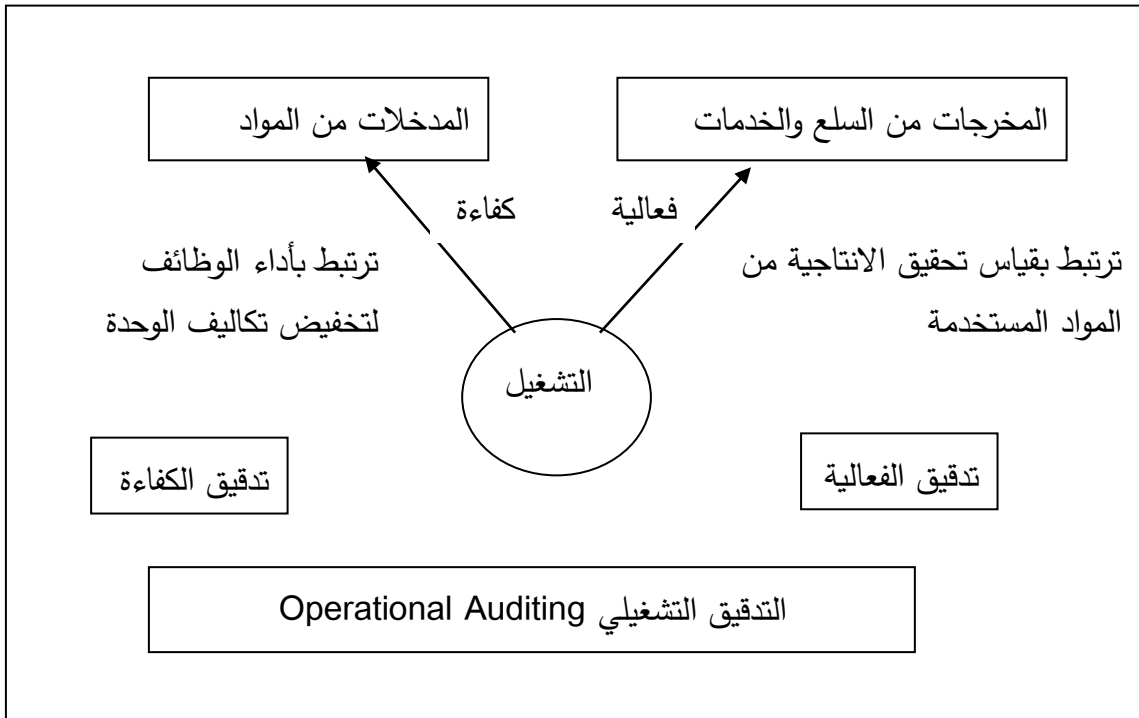 المخرجات من السلع والخدمات
المدخلات من المواد
فعالية
كفاءة
ترتبط بقياس تحقيق الانتاجية من
المواد المستخدمة
ترتبط بأداء الوظائف
لتخفيض تكاليف الوحدة
التشغيل
تدقيق الفعالية
تدقيق الكفاءة
التدقيق التشغيلي Operational Auditing